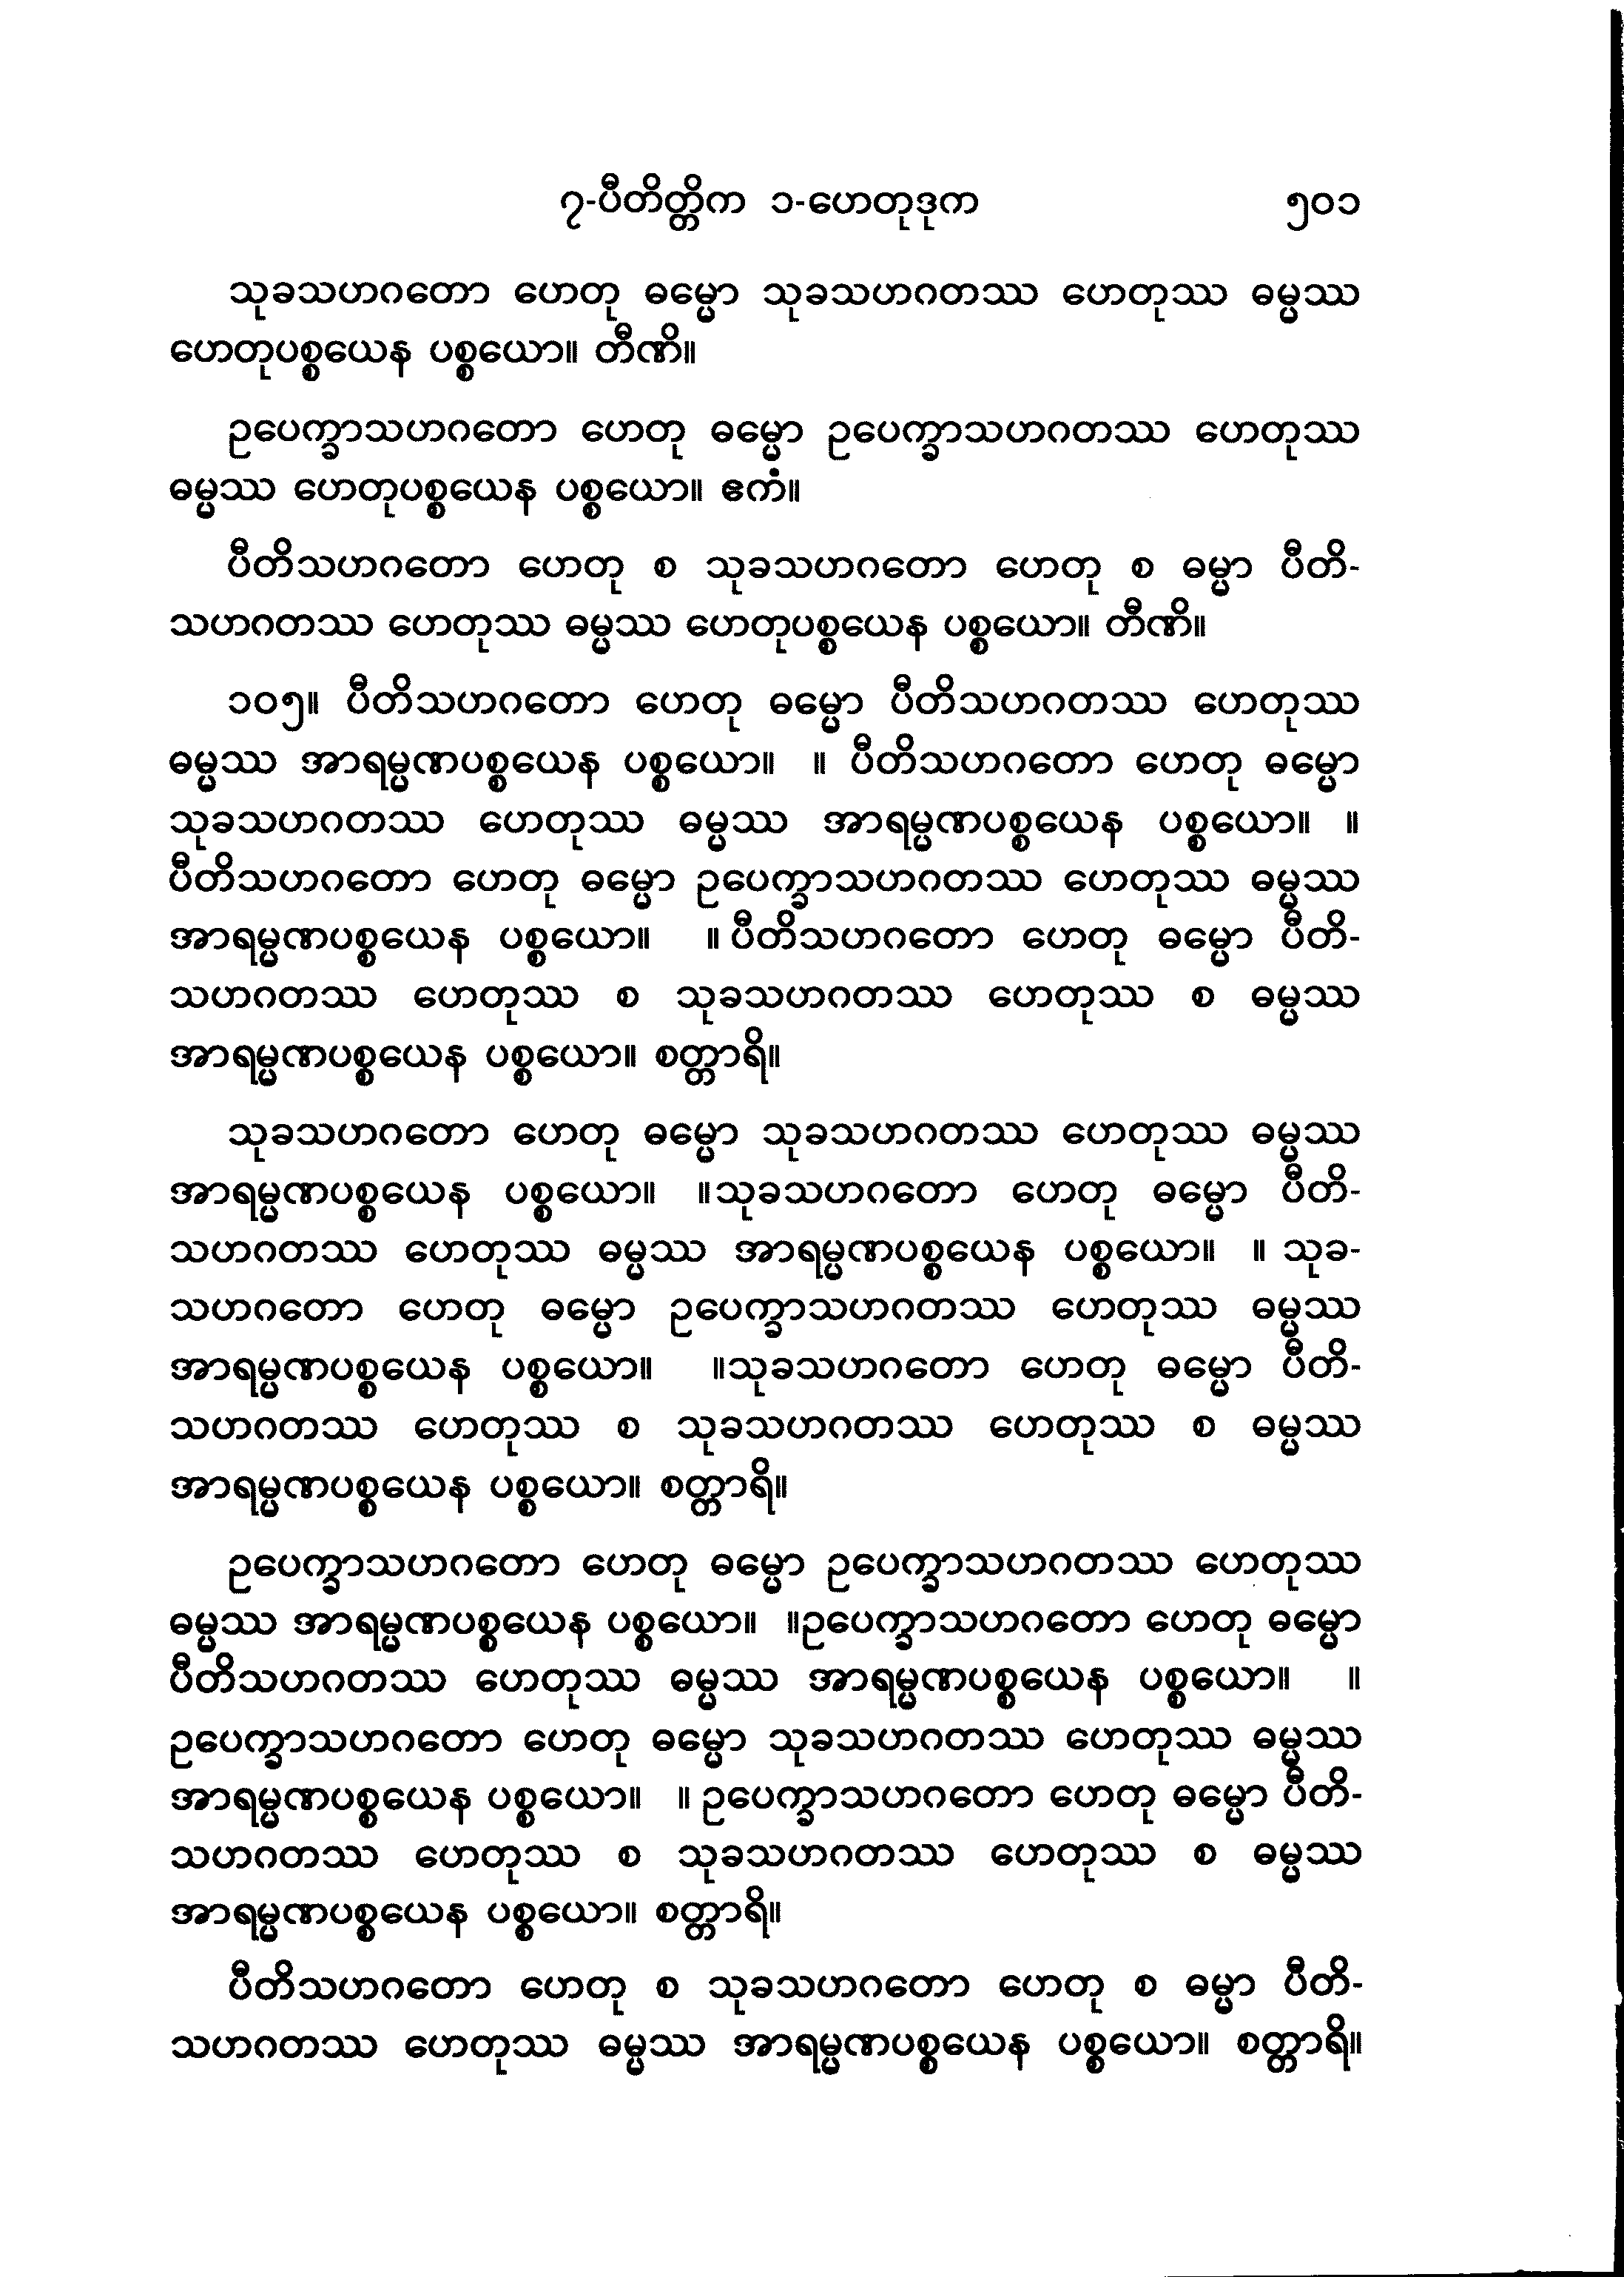 ၇-ပီတိတ္တိက ၁-ဟေတုဒုက ၅၀၁
သုခသဟဂတော ဟေတု ဓမ္မော သုခသဟဂတဿ ဟေတုဿ ဓမ္မဿ
ဟေတုပစ္စယေန ပစ္စယော။ တီဏိ။
ဥပေက္ခာသဟဂတော ဟေတု ဓမ္မော ဥပေက္ခာသဟဂတဿ ဟေတုဿ
ဓမ္မဿ ဟေတုပစ္စယေန ပစ္စယော။ ဧကံ။
ပီတိသဟဂတော ဟေတု စ သုခသဟဂတော ဟေတု စ ဓမ္မာ ပီတိ-
သဟဂတဿ ဟေတုဿ ဓမ္မဿ ဟေတုပစ္စယေန ပစ္စယော။ တီဏိ။
၁၀၅။ ပီတိသဟဂတော ဟေတု ဓမ္မော ပီတိသဟဂတဿ ဟေတုဿ
ဓမ္မဿ အာရမ္မဏပစ္စယေန ပစ္စယော။ ။ ပီတိသဟဂတော ဟေတု ဓမ္မော
သုခသဟဂတဿ ဟေတုဿ ဓမ္မဿ အာရမ္မဏပစ္စယေန ပစ္စယော။ ။
ပီတိသဟဂတော ဟေတု ဓမ္မော ဥပေက္ခာသဟဂတဿ ဟေတုဿ ဓမ္မဿ
အာရမ္မဏပစ္စယေန ပစ္စယော။ ။ ပီတိသဟဂတော ဟေတု ဓမ္မော ပီတိ-
သဟဂတဿ ဟေတုဿ စ သုခသဟဂတဿ ဟေတုဿ စ ဓမ္မဿ
အာရမ္မဏပစ္စယေန ပစ္စယော။ စတ္တာရိ။
သုခသဟဂတော ဟေတု ဓမ္မော သုခသဟဂတဿ ဟေတုဿ ဓမ္မဿ
အာရမ္မဏပစ္စယေန ပစ္စယော။ ။သုခသဟဂတော ဟေတု ဓမ္မော ပီတိ-
သဟဂတဿ ဟေတုဿ ဓမ္မဿ အာရမ္မဏပစ္စယေန ပစ္စယော။ ။ သုခ-
သဟဂတော ဟေတု ဓမ္မော ဥပေက္ခာသဟဂတဿ ဟေတုဿ ဓမ္မဿ
အာရမ္မဏပစ္စယေန ပစ္စယော။ ။သုခသဟဂတော ဟေတု ဓမ္မော ပီတိ-
သဟဂတဿ ဟေတုဿ စ သုခသဟဂတဿ ဟေတုဿ စ ဓမ္မဿ
အာရမ္မဏပစ္စယေန ပစ္စယော။ စတ္တာရိ။
ဥပေက္ခာသဟဂတော ဟေတု ဓမ္မော ဥပေက္ခာသဟဂတဿ ဟေတုဿ
ဓမ္မဿ အာရမ္မဏပစ္စယေန ပစ္စယော။ ။ဥပေက္ခာသဟဂတော ဟေတု ဓမ္မော
ပီတိသဟဂတဿ ဟေတုဿ ဓမ္မဿ အာရမ္မဏပစ္စယေန ပစ္စယော။ ။
ဥပေက္ခာသဟဂတော ဟေတု ဓမ္မော သုခသဟဂတဿ ဟေတုဿ ဓမ္မဿ
အာရမ္မဏပစ္စယေန ပစ္စယော။ ။ ဥပေက္ခာသဟဂတော ဟေတု ဓမ္မော ပီတိ-
သဟဂတဿ ဟေတုဿ စ သုခသဟဂတဿ ဟေတုဿ စ ဓမ္မဿ
အာရမ္မဏပစ္စယေန ပစ္စယော။ စတ္တာရိ။
ပီတိသဟဂတော ဟေတု စ သုခသဟဂတော ဟေတု စ ဓမ္မာ ပီတိ-
သဟဂတဿ ဟေတုဿ ဓမ္မဿ အာရမ္မဏပစ္စယေန ပစ္စယော။ စတ္တာရိ။